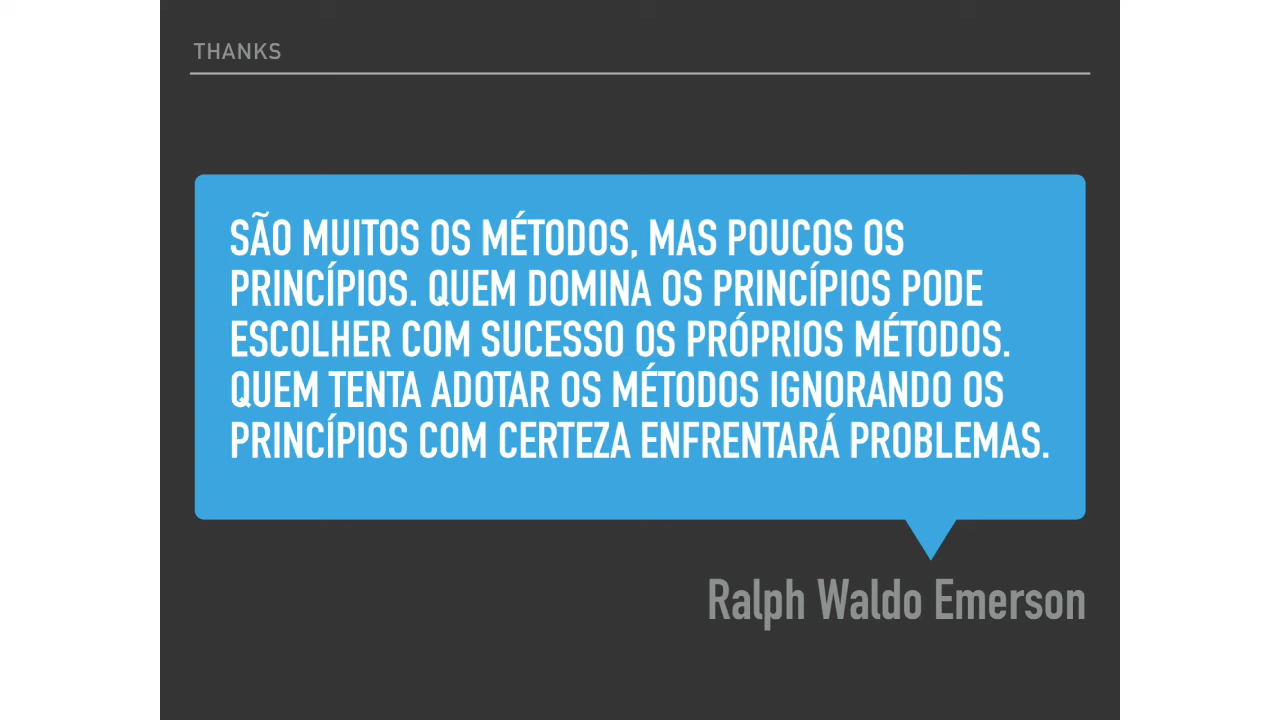 THANKS
SÃO MUITOS OS MÉTODOS, MAS POUCOS OS
PRINCÍPIOS. QUEM DOMINA OS PRINCÍPIOS PODE
ESCOLHER COM SUCESSO OS PRÓPRIOS MÉTODOS.
QUEM TENTA ADOTAR OS MÉTODOS IGNORANDO OS
PRINCÍPIOS COM CERTEZA ENFRENTARÁ PROBLEMAS.
Ralph Waldo Emerson